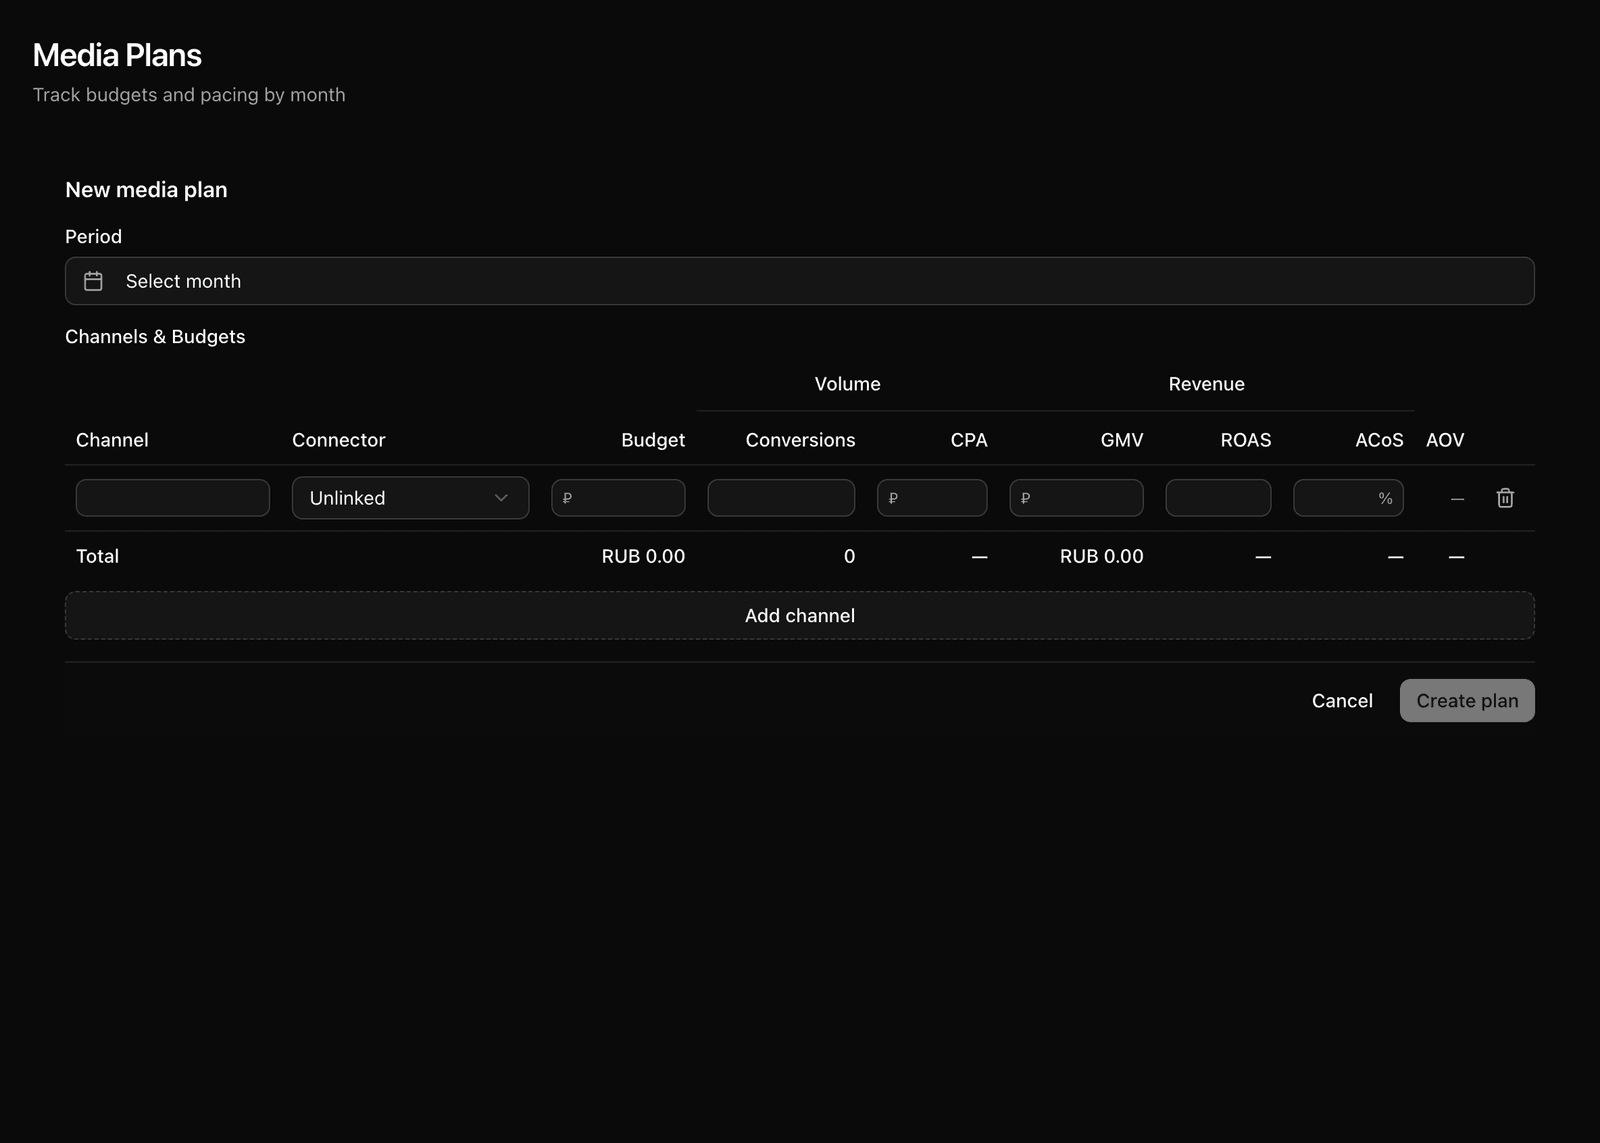 Media Plans
Track budgets and pacing by month
New media plan
Period
Select month
Channels & Budgets
Volume Revenue
Channel Connector Budget Conversions CPA GMV ROAS ACoS AOV
Unlinked ₽ ₽ ₽ % —
Total RUB 0.00 0 — RUB 0.00 — — —
Add channel
Cancel Create plan